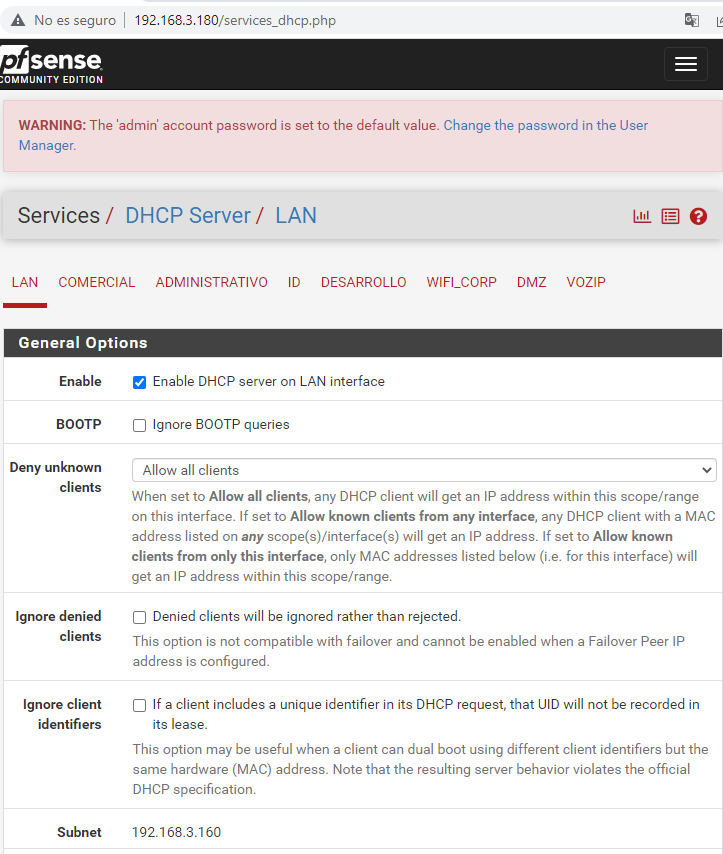 No es seguro 192.168.3.180/services_dhcp.php
pfsense
COMMUNITY EDITION
WARNING: The 'admin' account password is set to the default value. Change the password in the User
Manager.
Services / DHCP Server / LAN
LAN COMERCIAL ADMINISTRATIVO ID DESARROLLO WIFI_CORP DMZ VOZIP
General Options
Enable Enable DHCP server on LAN interface
BOOTP Ignore BOOTP queries
Deny unknown
clients
Allow all clients
When set to Allow all clients, any DHCP client will get an IP address within this scope/range
on this interface. If set to Allow known clients from any interface, any DHCP client with a MAC
address listed on any scope(s)/interface(s) will get an IP address. If set to Allow known
clients from only this interface, only MAC addresses listed below (i.e. for this interface) will
get an IP address within this scope/range.
Ignore denied
clients
Denied clients will be ignored rather than rejected.
This option is not compatible with failover and cannot be enabled when a Failover Peer IP
address is configured.
Ignore client
identifiers
If a client includes a unique identifier in its DHCP request, that UID will not be recorded in
its lease.
This option may be useful when a client can dual boot using different client identifiers but the
same hardware (MAC) address. Note that the resulting server behavior violates the official
DHCP specification.
Subnet 192.168.3.160